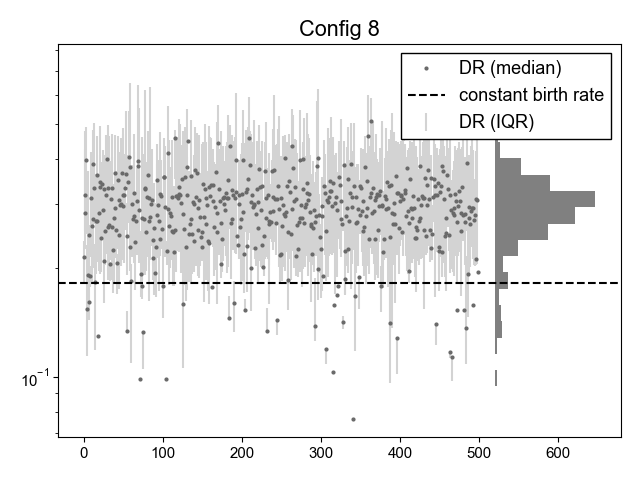 Config 8
DR (median)
constant birth rate
DR (IQR)
10⁻¹
0 100 200 300 400 500 600